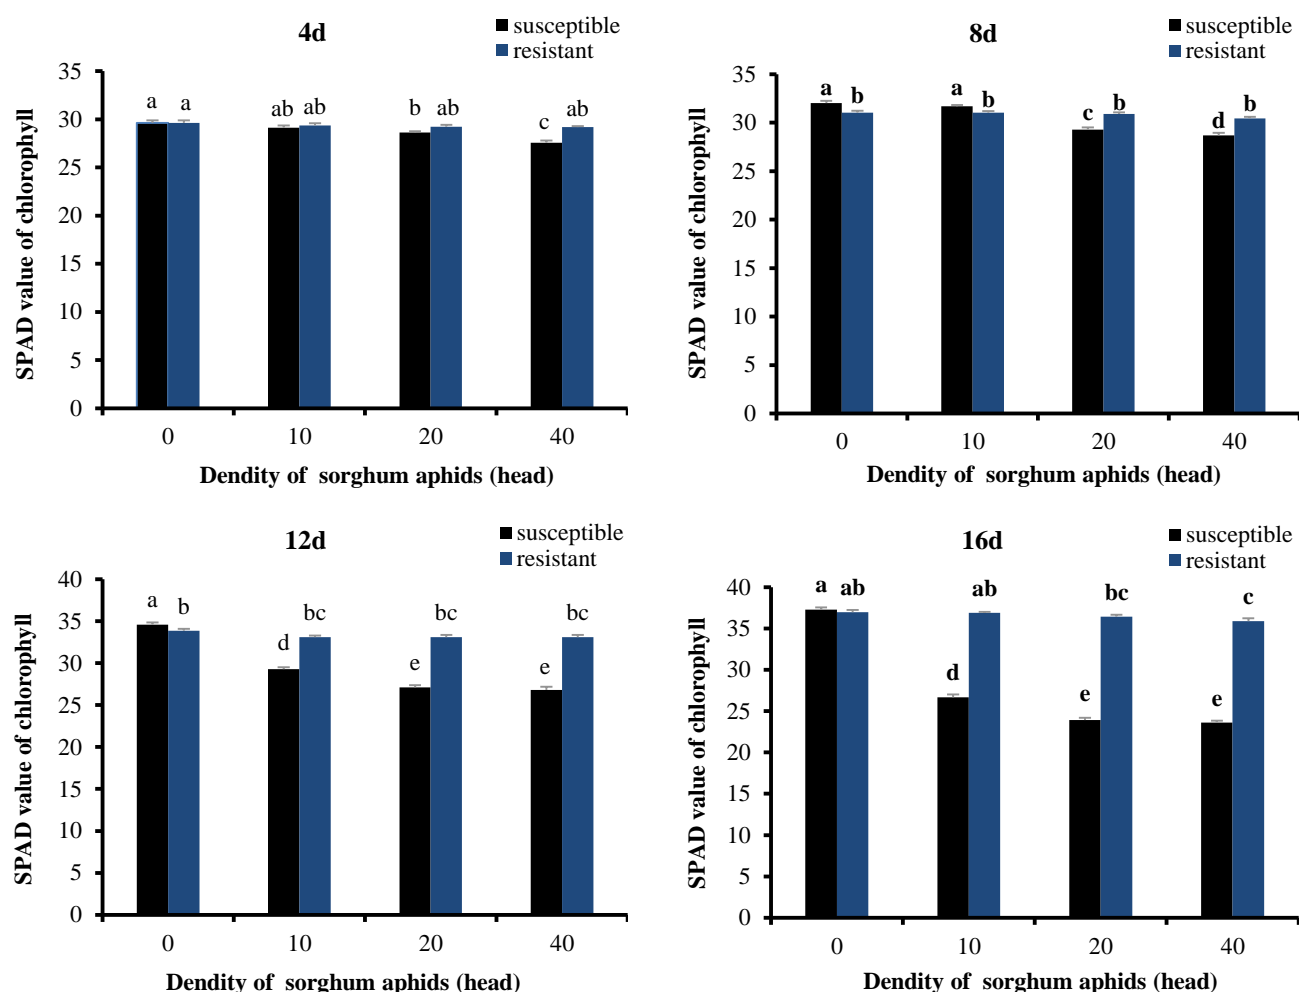 4d
susceptible
resistant
SPAD value of chlorophyll
35
30
25
20
15
10
5
0
a a ab ab b ab c ab
0 10 20 40
Dendity of sorghum aphids (head)
8d
susceptible
resistant
SPAD value of chlorophyll
35
30
25
20
15
10
5
0
a b a b c b d b
0 10 20 40
Dendity of sorghum aphids (head)
12d
susceptible
resistant
SPAD value of chlorophyll
40
35
30
25
20
15
10
5
0
a b d bc e bc e bc
0 10 20 40
Dendity of sorghum aphids (head)
16d
susceptible
resistant
SPAD value of chlorophyll
40
35
30
25
20
15
10
5
0
a ab d ab e bc e c
0 10 20 40
Dendity of sorghum aphids (head)